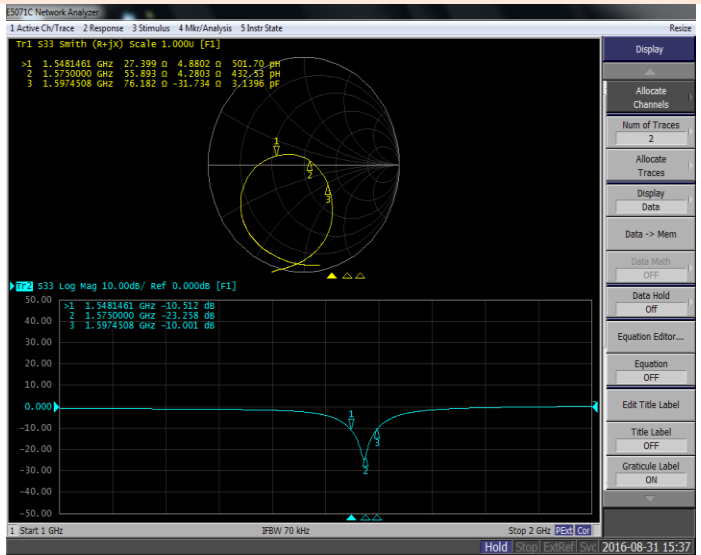 E5071C Network Analyzer
1 Active Ch/Trace 2 Response 3 Stimulus 4 Mkr/Analysis 5 Instr State
Resize
Tr1 S33 Smith (R+jX) Scale 1.000U [F1]
>1 1.5481461 GHz 27.399 Ω 4.8802 Ω 501.70 pH
2 1.5750000 GHz 55.893 Ω 4.2803 Ω 432.53 pH
3 1.5974508 GHz 76.182 Ω -31.734 Ω 3.1396 pF
1
2
3
Tr2 S33 Log Mag 10.00dB/ Ref 0.000dB [F1]
50.00
>1 1.5481461 GHz -10.512 dB
2 1.5750000 GHz -23.258 dB
3 1.5974508 GHz -10.001 dB
40.00
30.00
20.00
10.00
0.000
-10.00
-20.00
-30.00
-40.00
-50.00
1
2
3
2
1 Start 1 GHz
IFBW 70 kHz
Stop 2 GHz PExt Cor
Display
Allocate
Channels
Num of Traces
2
Allocate
Traces
Display
Data
Data -> Mem
Data Math
OFF
Data Hold
Off
Equation Editor...
Equation
OFF
Edit Title Label
Title Label
OFF
Graticule Label
ON
Hold Stop ExtRef Svc 2016-08-31 15:37